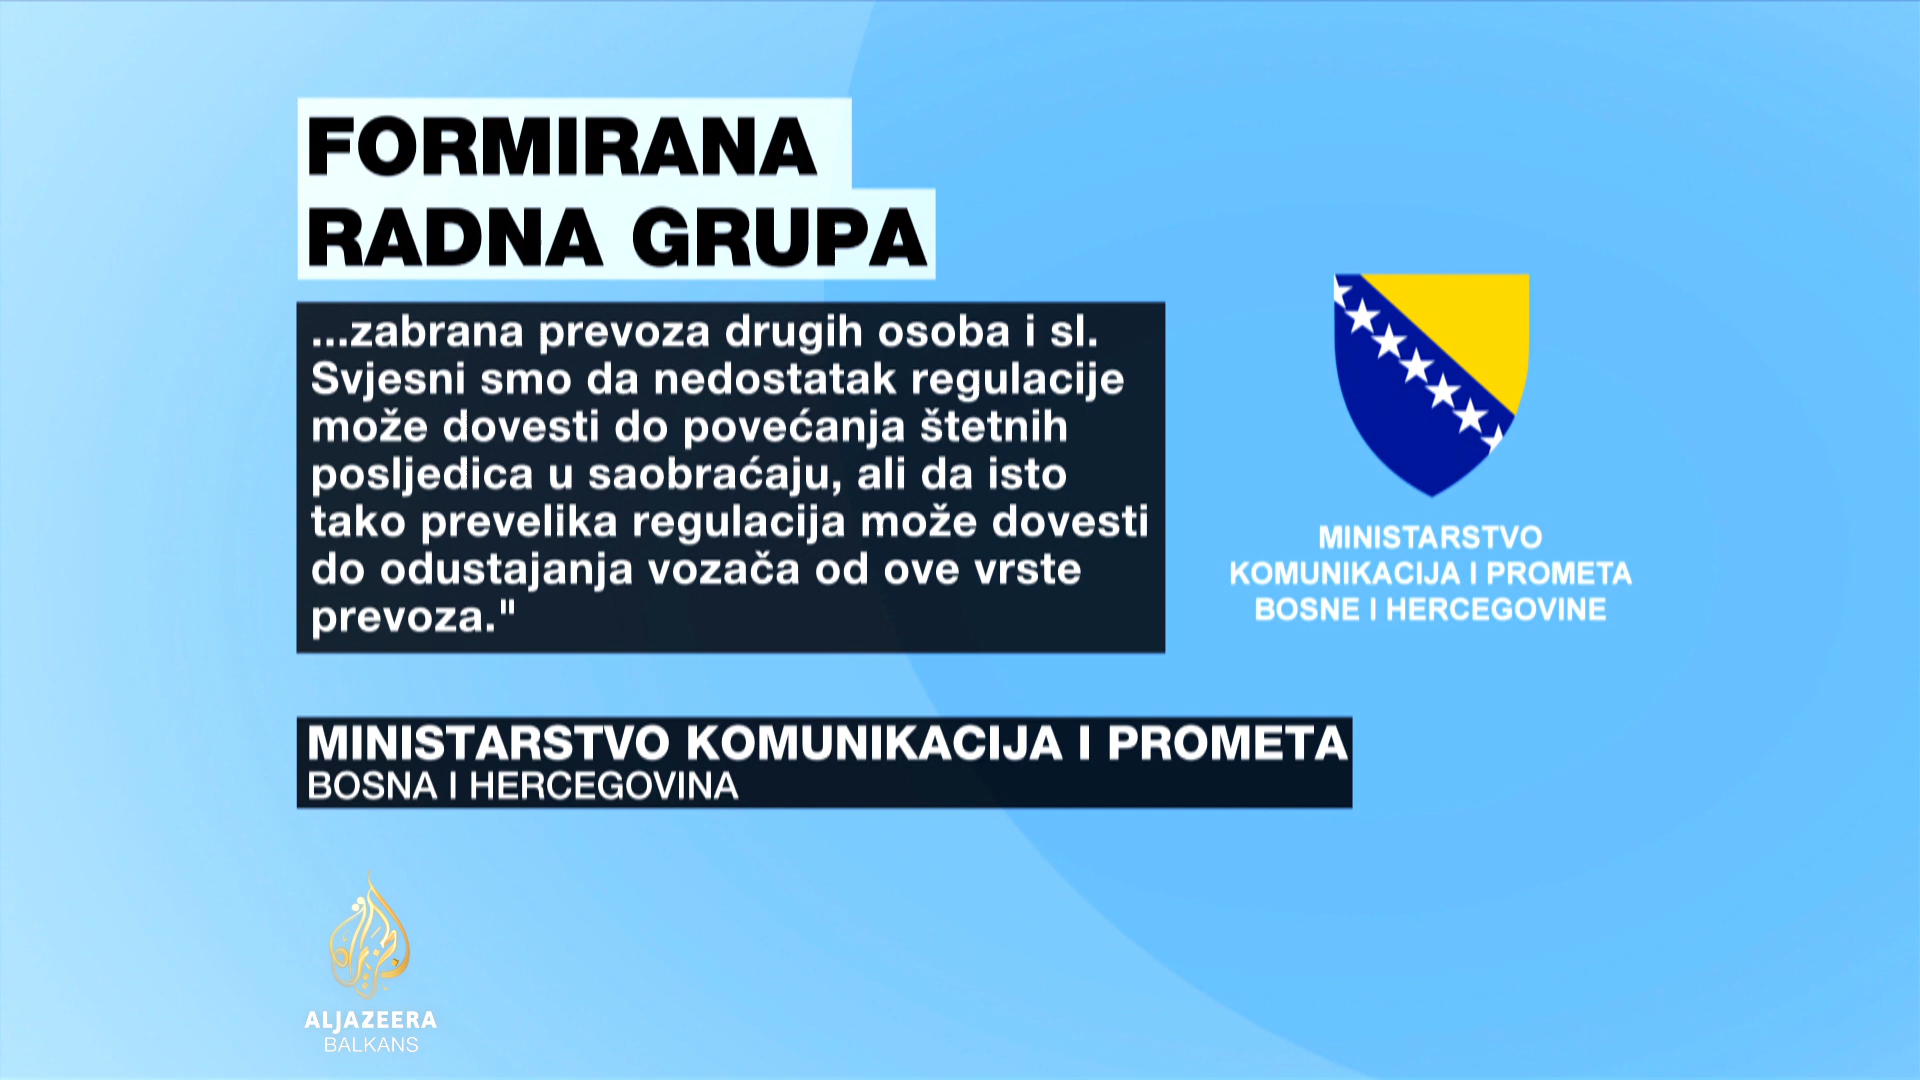 FORMIRANA
RADNA GRUPA
...zabrana prevoza drugih osoba i sl.
Svjesni smo da nedostatak regulacije
može dovesti do povećanja štetnih
posljedica u saobraćaju, ali da isto
tako prevelika regulacija može dovesti
do odustajanja vozača od ove vrste
prevoza."
MINISTARSTVO
KOMUNIKACIJA I PROMETA
BOSNE I HERCEGOVINE
MINISTARSTVO KOMUNIKACIJA I PROMETA
BOSNA I HERCEGOVINA
ALJAZEERA
BALKANS